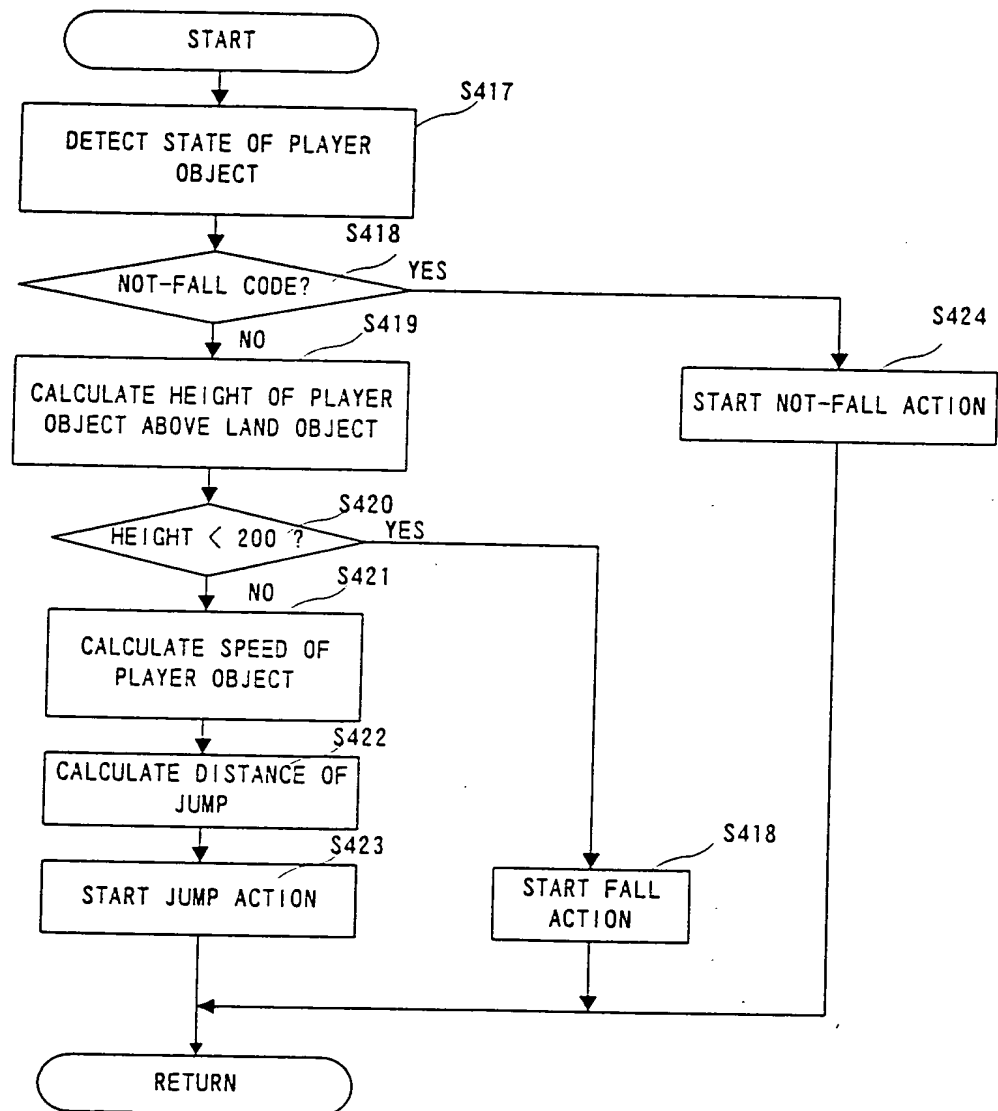 START
S417
DETECT STATE OF PLAYER
OBJECT
S418
NOT-FALL CODE?
YES
NO
S419
S424
CALCULATE HEIGHT OF PLAYER
OBJECT ABOVE LAND OBJECT
START NOT-FALL ACTION
S420
HEIGHT < 200 ?
YES
NO
S421
CALCULATE SPEED OF
PLAYER OBJECT
S422
CALCULATE DISTANCE OF
JUMP
S423
START JUMP ACTION
S418
START FALL
ACTION
RETURN